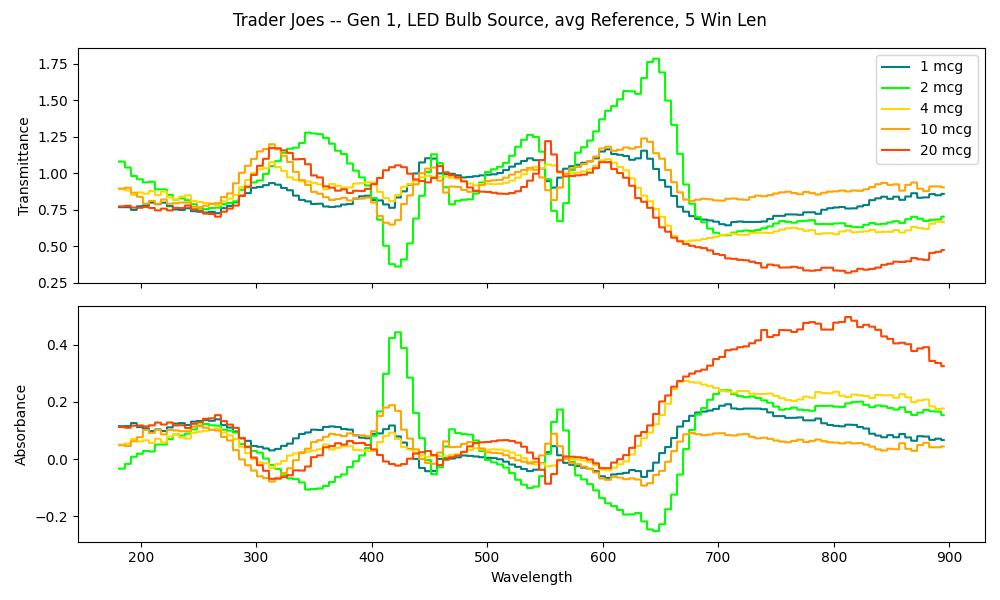 Trader Joes -- Gen 1, LED Bulb Source, avg Reference, 5 Win Len
1.75
1.50
1.25
1.00
0.75
0.50
0.25
Transmittance
1 mcg
2 mcg
4 mcg
10 mcg
20 mcg
0.4
0.2
0.0
−0.2
Absorbance
200 300 400 500 600 700 800 900
Wavelength